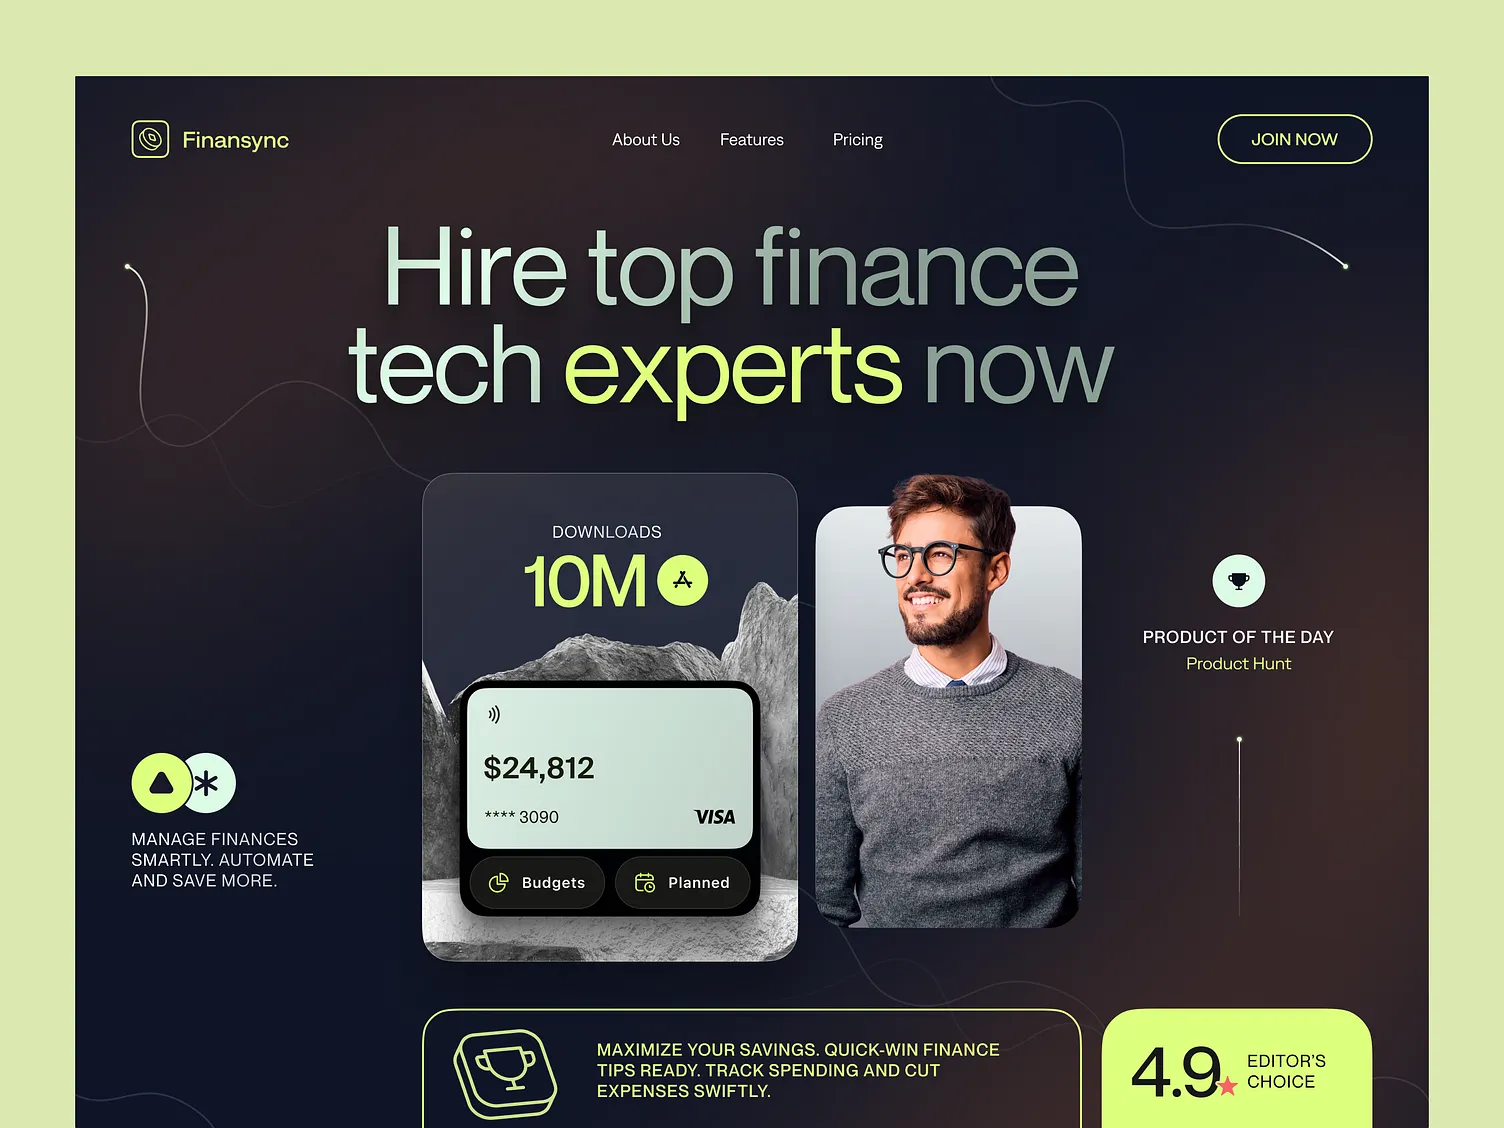 Finansync
About Us
Features
Pricing
JOIN NOW
Hire top finance
tech experts now
DOWNLOADS
10M
$24,812
**** 3090
VISA
Budgets
Planned
PRODUCT OF THE DAY
Product Hunt
MANAGE FINANCES
SMARTLY. AUTOMATE
AND SAVE MORE.
MAXIMIZE YOUR SAVINGS. QUICK-WIN FINANCE
TIPS READY. TRACK SPENDING AND CUT
EXPENSES SWIFTLY.
4.9
EDITOR’S
CHOICE